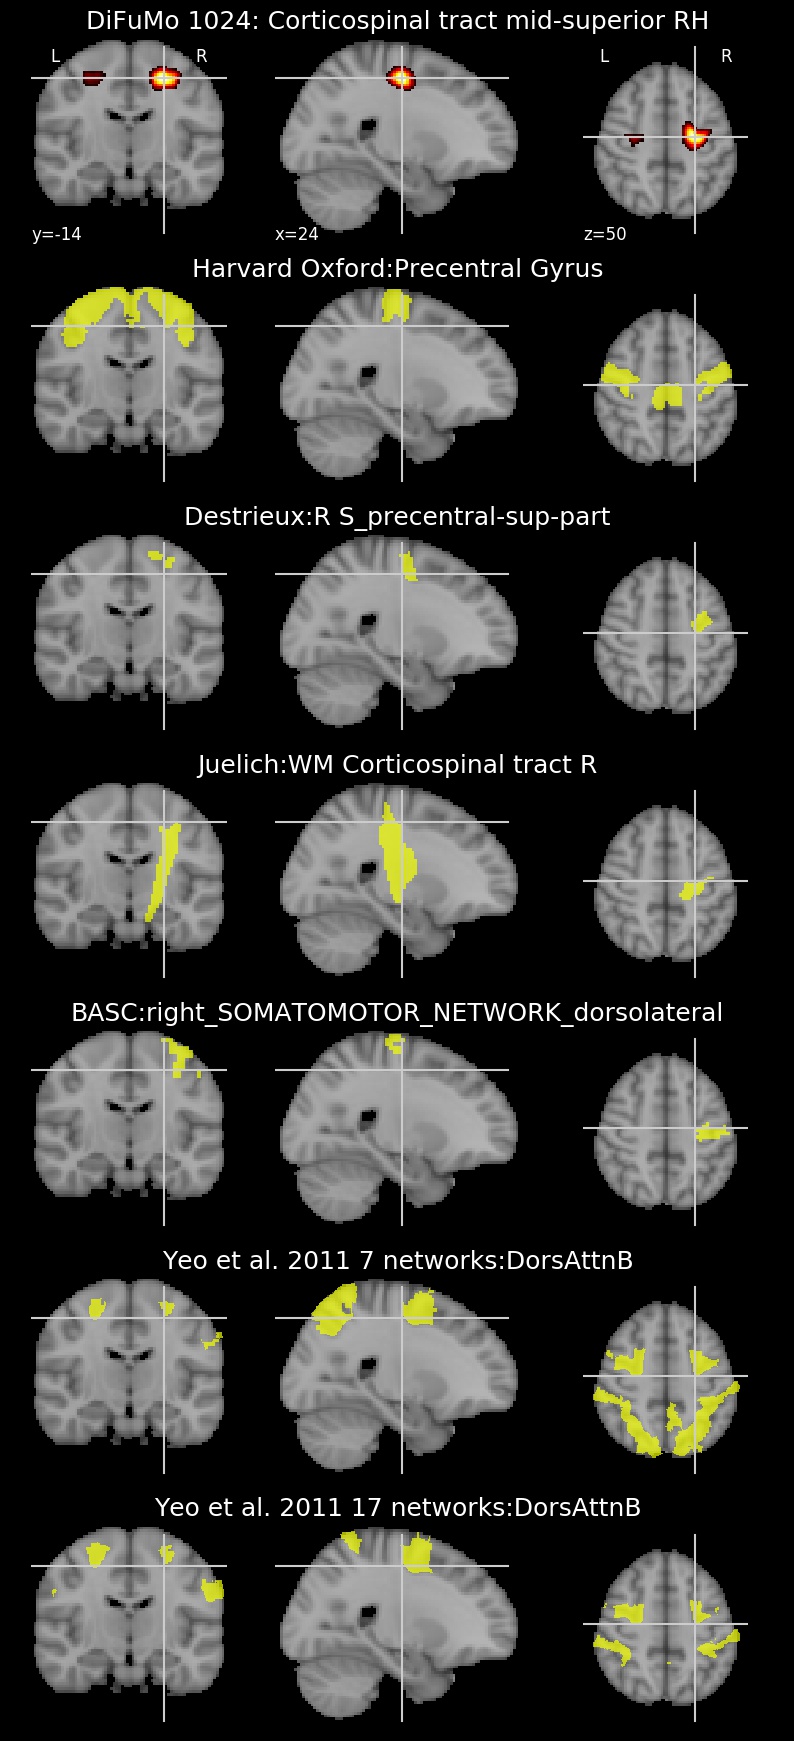 DiFuMo 1024: Corticospinal tract mid-superior RH
L R L R
y=-14 x=24 z=50
Harvard Oxford:Precentral Gyrus
Destrieux:R S_precentral-sup-part
Juelich:WM Corticospinal tract R
BASC:right_SOMATOMOTOR_NETWORK_dorsolateral
Yeo et al. 2011 7 networks:DorsAttnB
Yeo et al. 2011 17 networks:DorsAttnB